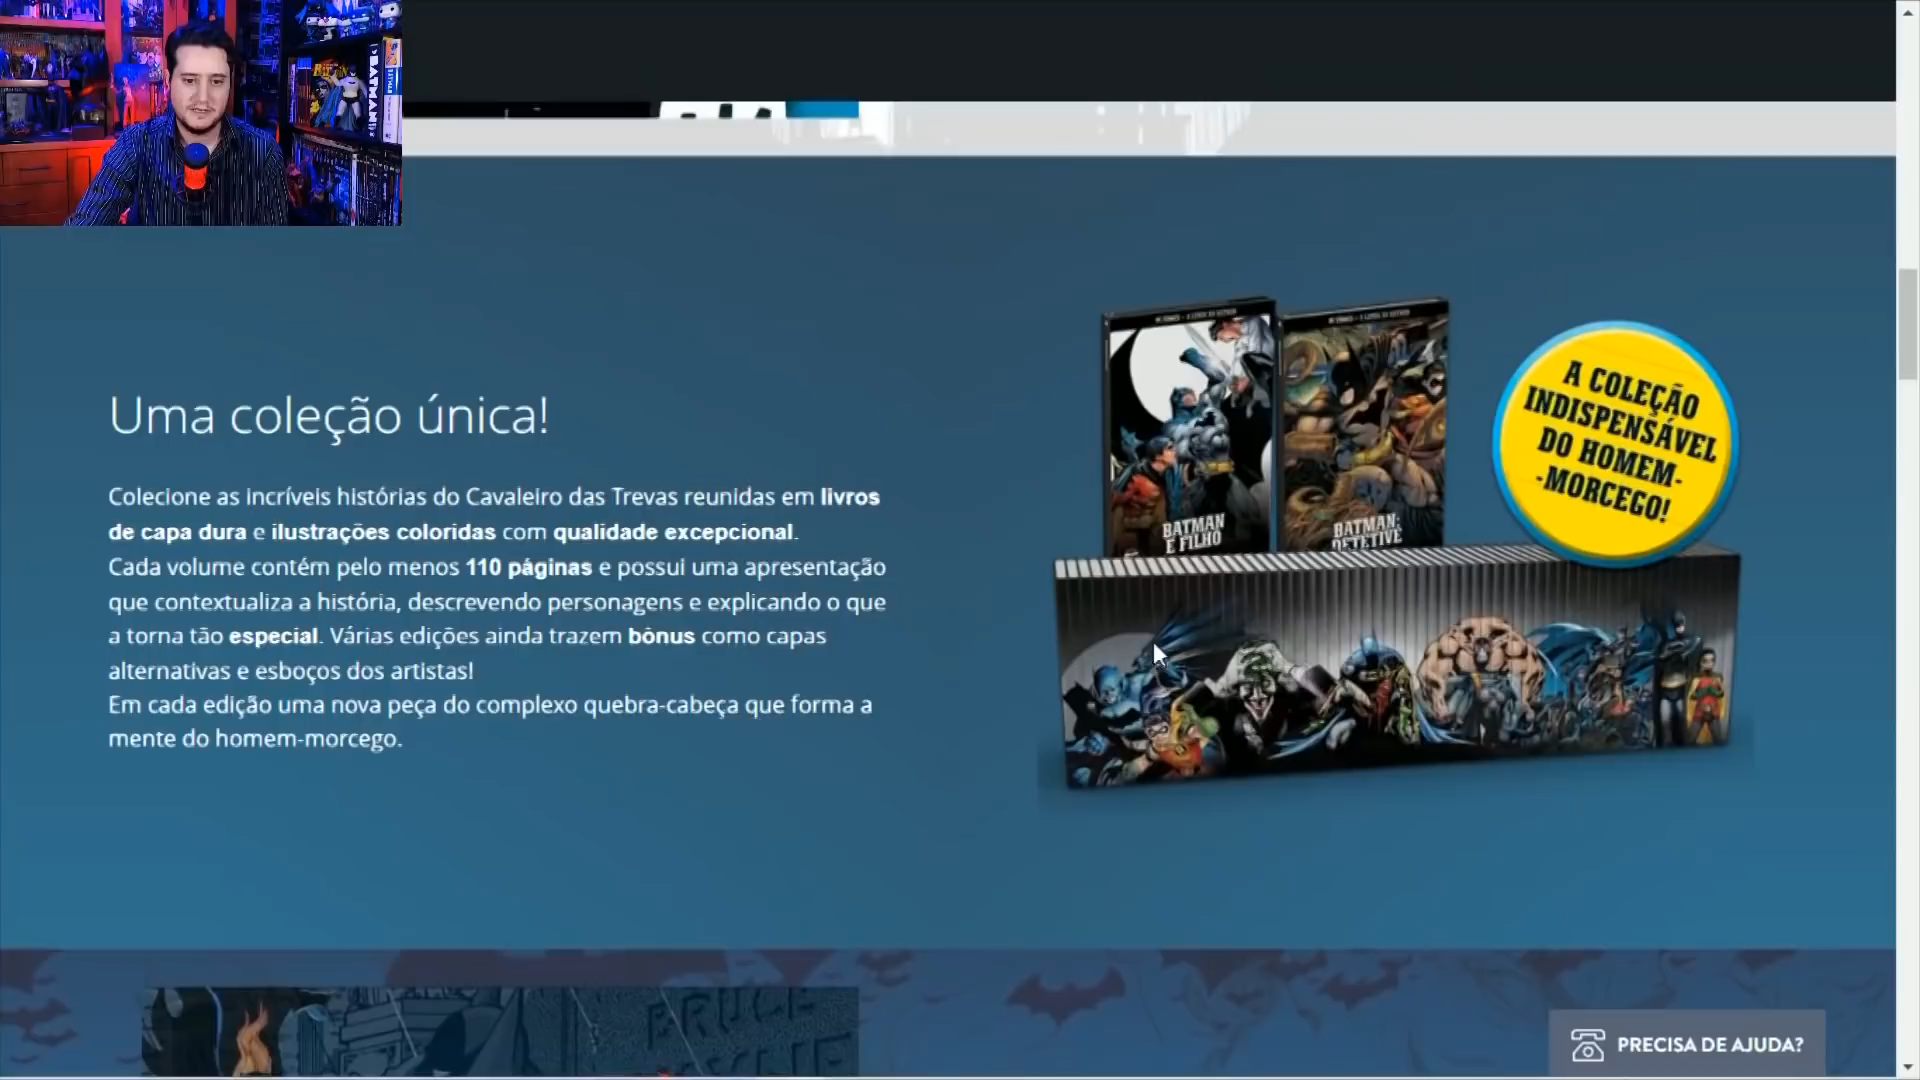 BATMAN
Uma coleção única!
Colecione as incríveis histórias do Cavaleiro das Trevas reunidas em livros
de capa dura e ilustrações coloridas com qualidade excepcional.
Cada volume contém pelo menos 110 páginas e possui uma apresentação
que contextualiza a história, descrevendo personagens e explicando o que
a torna tão especial. Várias edições ainda trazem bônus como capas
alternativas e esboços dos artistas!
Em cada edição uma nova peça do complexo quebra-cabeça que forma a
mente do homem-morcego.
BATMAN
E FILHO
BATMAN:
DETETIVE
A COLEÇÃO
INDISPENSÁVEL
DO HOMEM-
-MORCEGO!
BRUCE
PRECISA DE AJUDA?